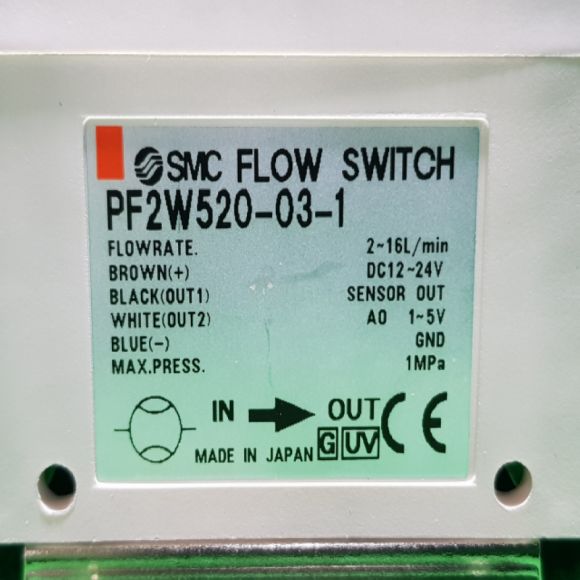 SMC FLOW SWITCH
PF2W520-03-1
FLOWRATE. 2~16L/min
BROWN(+) DC12~24V
BLACK(OUT1) SENSOR OUT
WHITE(OUT2) AO 1~5V
BLUE(-) GND
MAX.PRESS. 1MPa
IN OUT CE
MADE IN JAPAN G UV